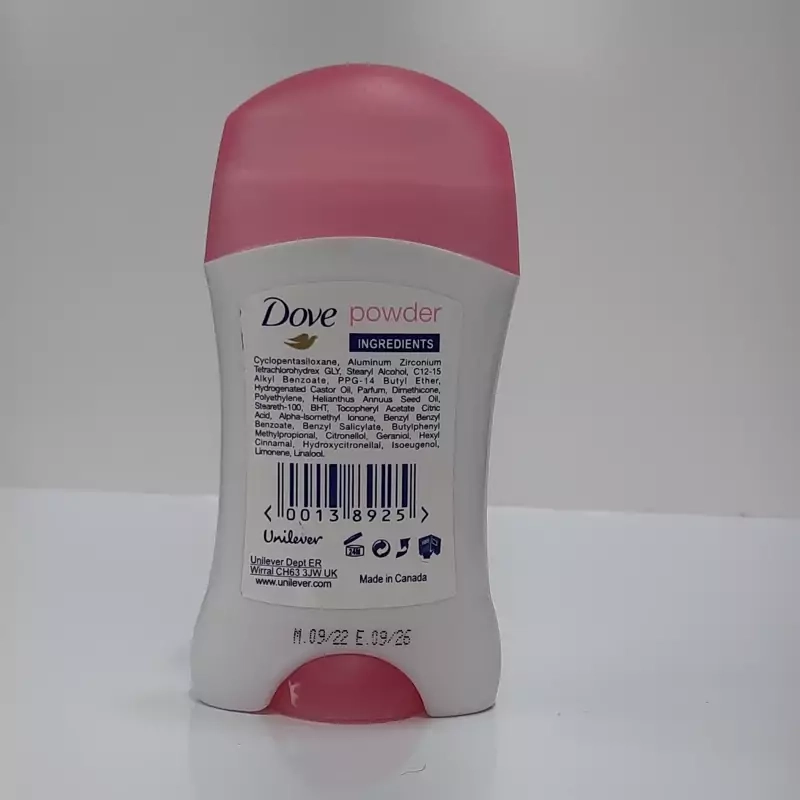 Dove powder
INGREDIENTS
Cyclopentasiloxane, Aluminum Zirconium
Tetrachlorohydrex GLY, Stearyl Alcohol, C12-15
Alkyl Benzoate, PPG-14 Butyl Ether,
Hydrogenated Castor Oil, Parfum, Dimethicone,
Polyethylene, Helianthus Annuus Seed Oil,
Steareth-100, BHT, Tocopheryl Acetate Citric
Acid, Alpha-Isomethyl Ionone, Benzyl Benzyl
Benzoate, Benzyl Salicylate, Butylphenyl
Methylpropional, Citronellol, Geraniol, Hexyl
Cinnamal, Hydroxycitronellal, Isoeugenol,
Limonene, Linalool.
< 0013 8925 >
Unilever
24M
Unilever Dept ER
Wirral CH63 3JW UK
www.unilever.com
Made in Canada
M.09/22 E.09/26